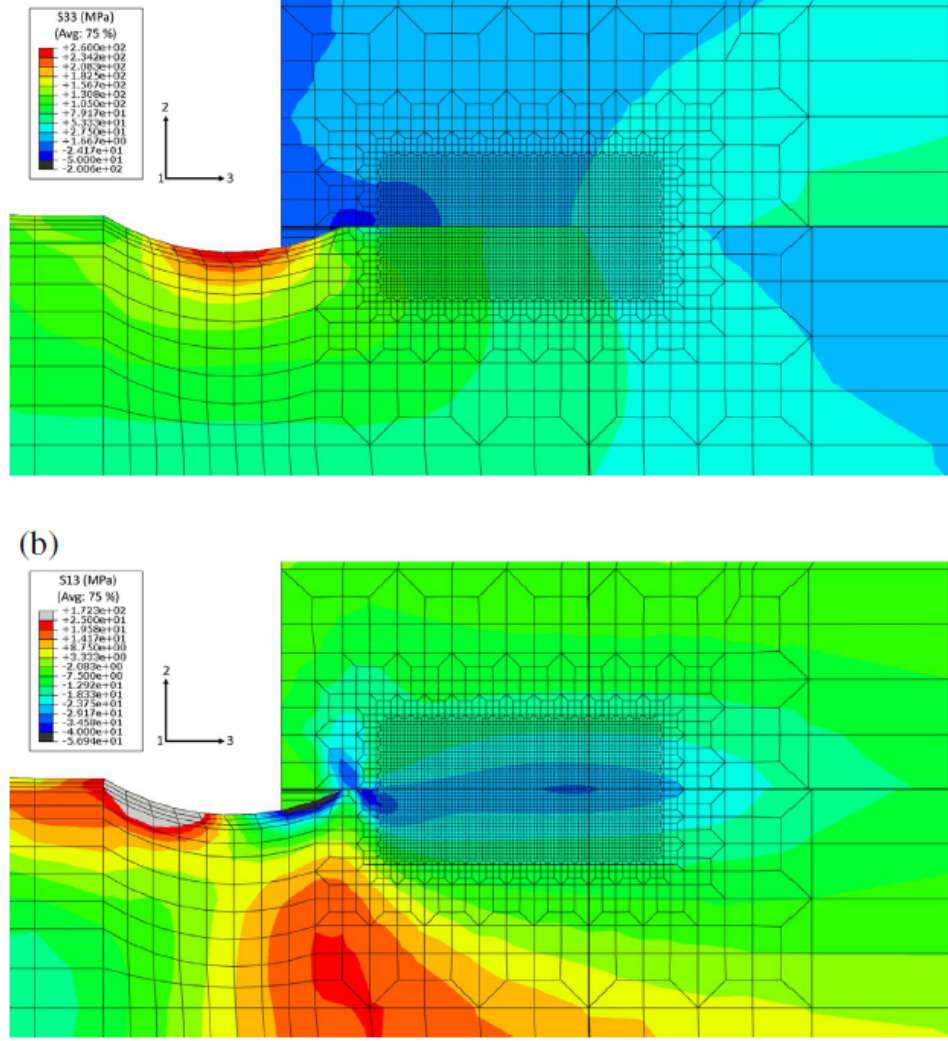 S33 (MPa)
(Avg: 75 %)
+2.600e+02
+2.342e+02
+2.083e+02
+1.825e+02
+1.567e+02
+1.308e+02
+1.050e+02
+7.917e+01
+5.333e+01
+2.750e+01
+1.667e+00
-2.417e+01
-5.000e+01
-2.006e+02
2
1
3
(b)
S13 (MPa)
(Avg: 75 %)
+1.723e+02
+2.500e+01
+1.958e+01
+1.417e+01
+8.750e+00
+3.333e+00
-2.083e+00
-7.500e+00
-1.292e+01
-1.833e+01
-2.375e+01
-2.917e+01
-3.458e+01
-4.000e+01
-5.694e+01
2
1
3